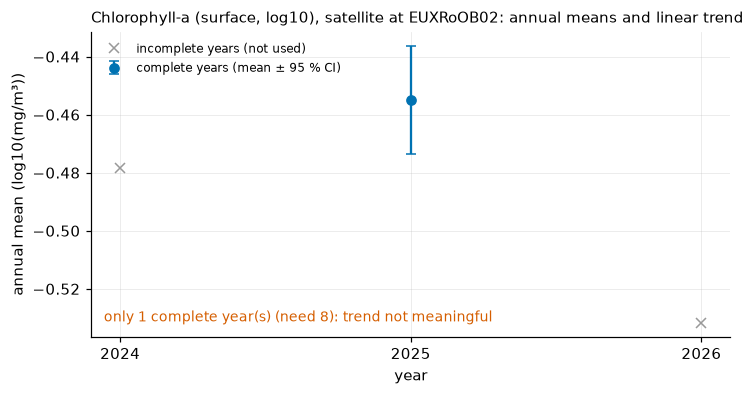 Chlorophyll-a (surface, log10), satellite at EUXRoOB02: annual means and linear trend
incomplete years (not used)
complete years (mean ± 95 % CI)
annual mean (log10(mg/m³))
−0.44
−0.46
−0.48
−0.50
−0.52
only 1 complete year(s) (need 8): trend not meaningful
2024
2025
2026
year